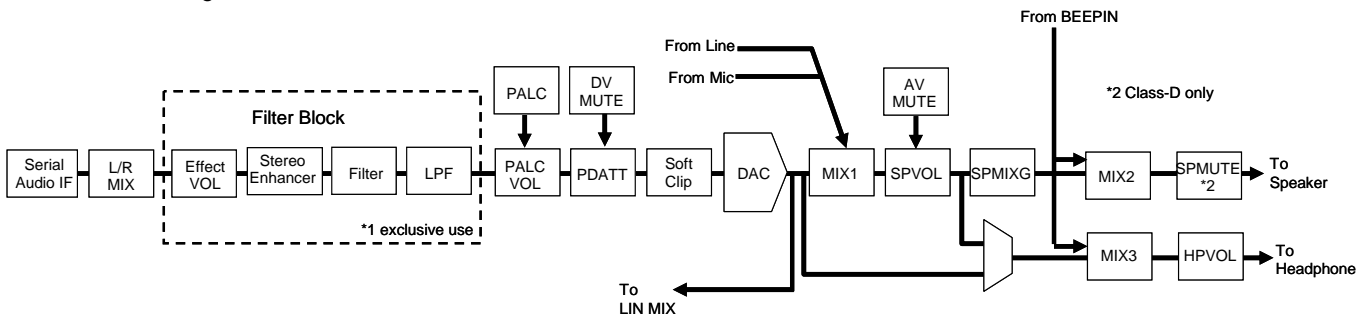 From BEEPIN
From Line
From Mic
PALC
DV
MUTE
AV
MUTE
*2 Class-D only
Filter Block
Serial
Audio IF
L/R
MIX
Effect
VOL
Stereo
Enhancer
Filter
LPF
PALC
VOL
PDATT
Soft
Clip
DAC
MIX1
SPVOL
SPMIXG
MIX2
SPMUTE
*2
To
Speaker
*1 exclusive use
MIX3
HPVOL
To
Headphone
To
LIN MIX